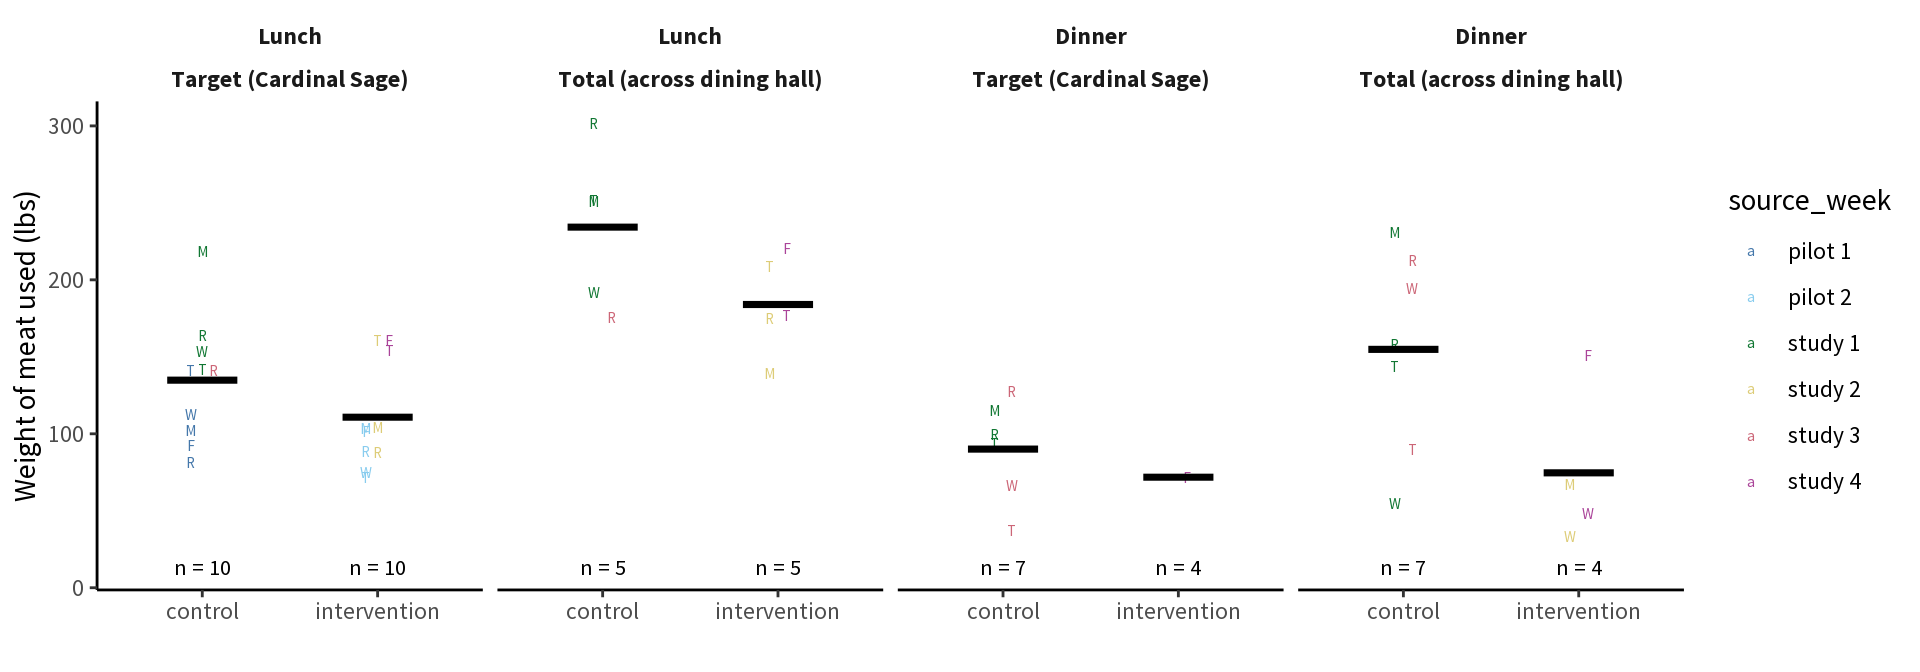 Lunch
Target (Cardinal Sage)
Lunch
Total (across dining hall)
Dinner
Target (Cardinal Sage)
Dinner
Total (across dining hall)
Weight of meat used (lbs)
300
200
100
0
M
R
W
T T R
W
M
F
R
n = 10
control
T F
T
M
R R
W
n = 10
intervention
R
M
W
R
n = 5
control
F
T
R T
M
n = 5
intervention
R
M
R
T
W
T
n = 7
control
n = 4
intervention
M
R
W
R
T
R
W
n = 7
control
F
M
W
W
n = 4
intervention
source_week
a pilot 1
a pilot 2
a study 1
a study 2
a study 3
a study 4